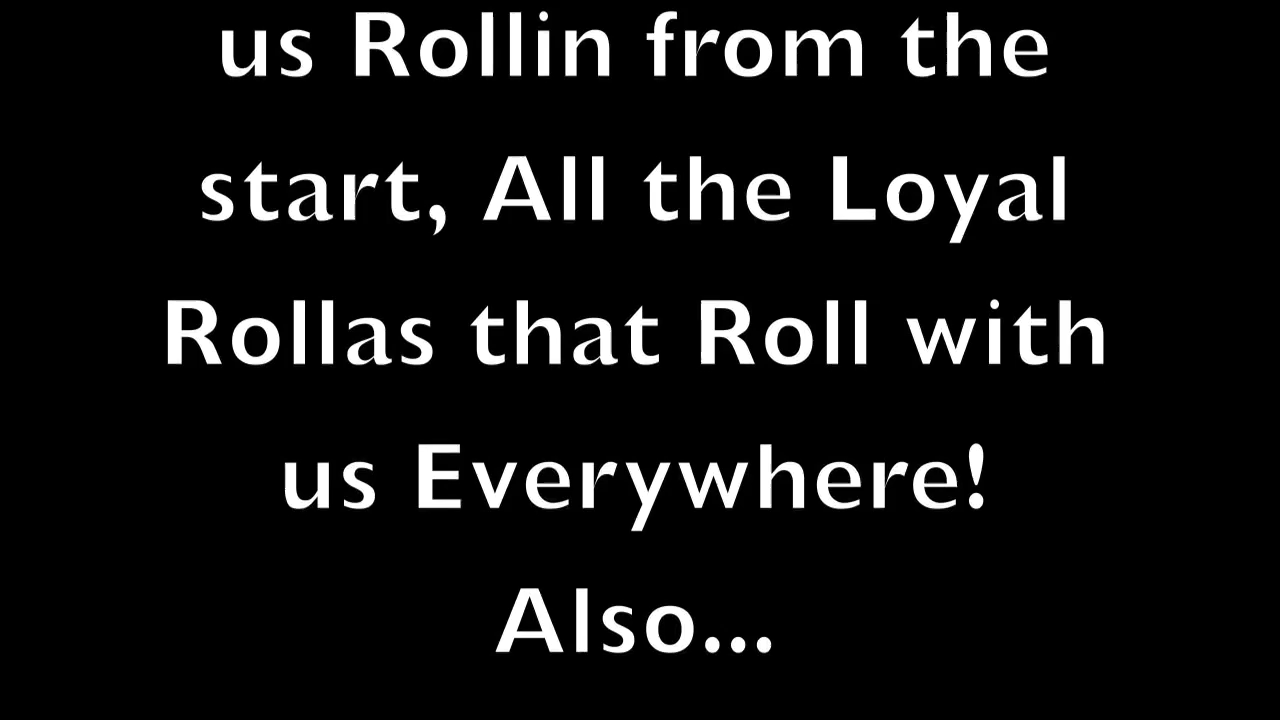 us Rollin from the
start, All the Loyal
Rollas that Roll with
us Everywhere!
Also...